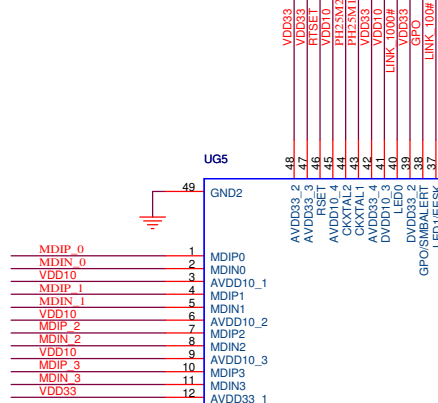 VDD33
VDD33
RTSET
VDD10
PH25M2
PH25M1
VDD33
VDD10
LINK_1000#
VDD33
GPO
LINK_100#
48
47
46
45
44
43
42
41
40
39
38
37
UG5
AVDD33_2
AVDD33_3
RSET
AVDD10_4
CKXTAL2
CKXTAL1
AVDD33_4
DVDD10_3
LED0
DVDD33_2
GPO/SMBALERT
LED1/EESK
49 GND2
MDIP_0 1 MDIP0
MDIN_0 2 MDIN0
VDD10 3 AVDD10_1
MDIP_1 4 MDIP1
MDIN_1 5 MDIN1
VDD10 6 AVDD10_2
MDIP_2 7 MDIP2
MDIN_2 8 MDIN2
VDD10 9 AVDD10_3
MDIP_3 10 MDIP3
MDIN_3 11 MDIN3
VDD33 12 AVDD33_1